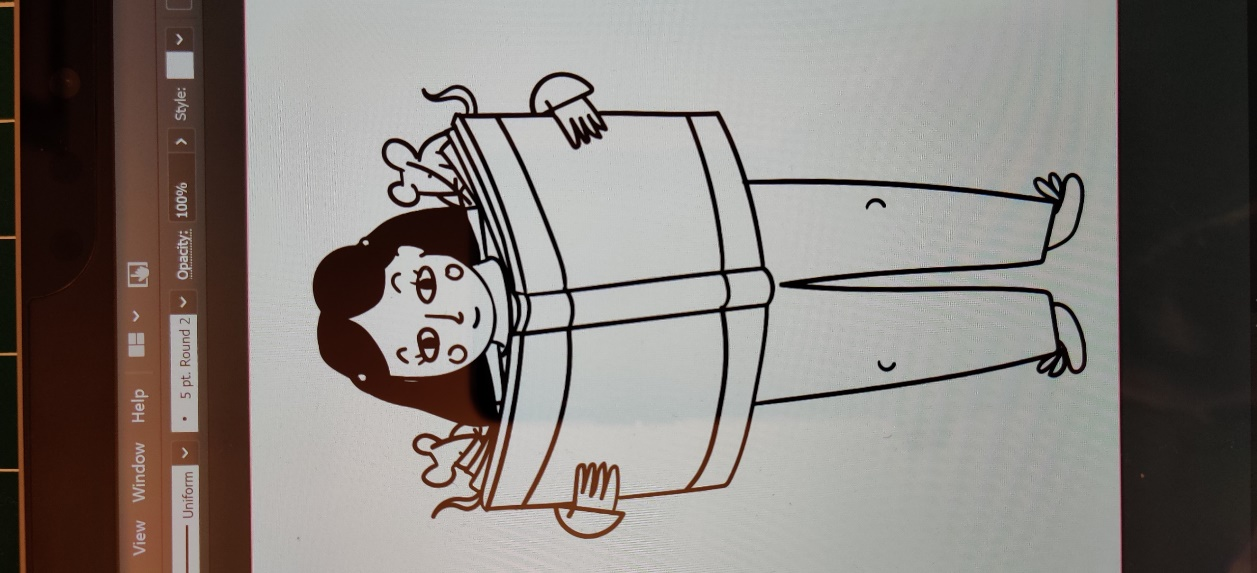 View Window Help
Uniform 5 pt. Round 2 Opacity: 100% Style: